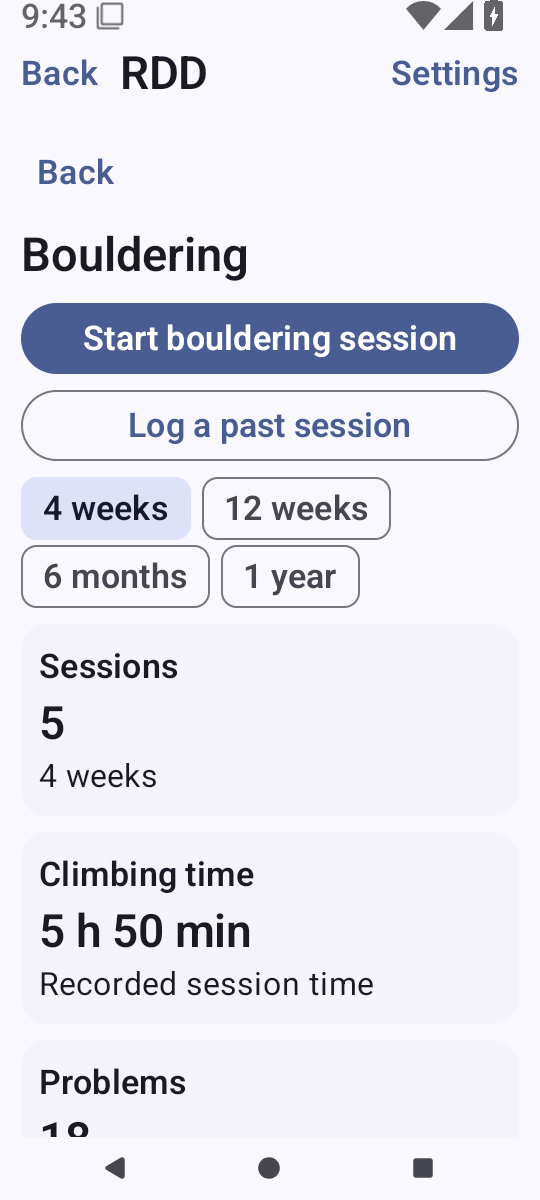 9:43
Back RDD Settings
Back
Bouldering
Start bouldering session
Log a past session
4 weeks 12 weeks
6 months 1 year
Sessions
5
4 weeks
Climbing time
5 h 50 min
Recorded session time
Problems